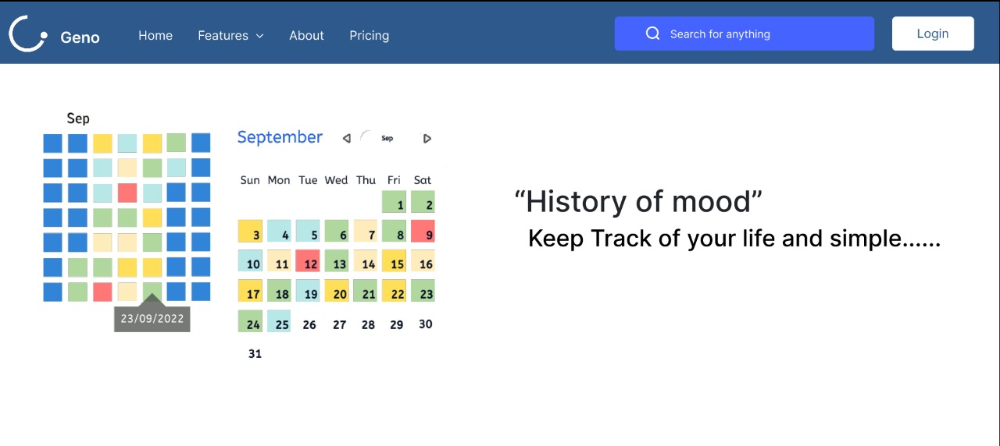 Geno Home Features About Pricing Search for anything Login
Sep
23/09/2022
September Sep
Sun Mon Tue Wed Thu Fri Sat
1 2
3 4 5 6 7 8 9
10 11 12 13 14 15 16
17 18 19 20 21 22 23
24 25 26 27 28 29 30
31
“History of mood”
Keep Track of your life and simple......